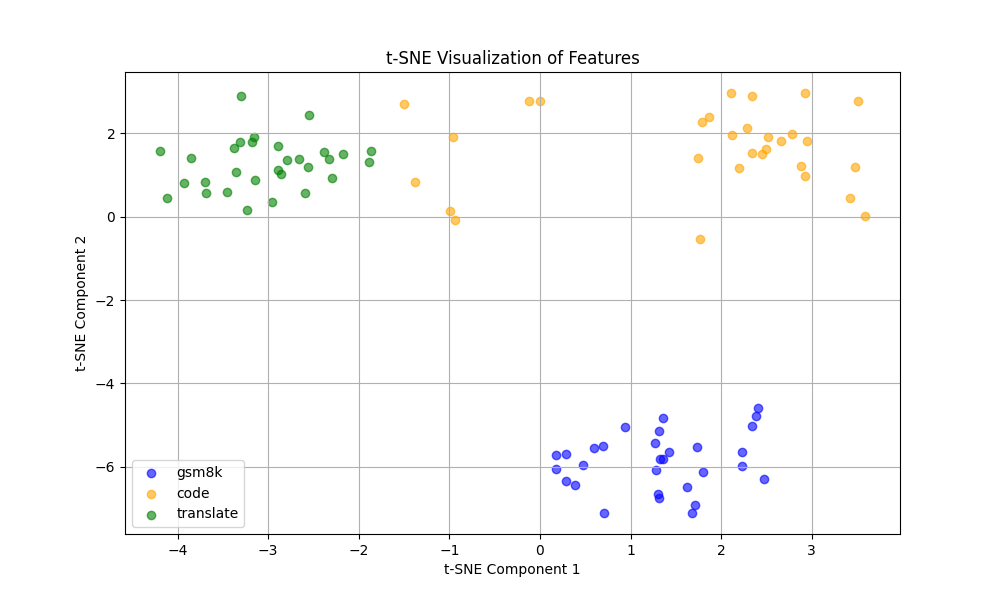 t-SNE Visualization of Features
t-SNE Component 2
2
0
−2
−4
−6
gsm8k
code
translate
−4 −3 −2 −1 0 1 2 3
t-SNE Component 1